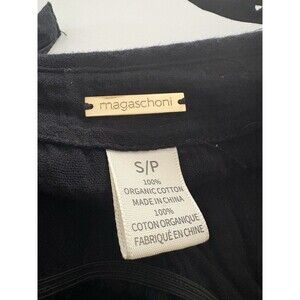 magaschoni
S/P
100%
ORGANIC COTTON
MADE IN CHINA
100%
COTON ORGANIQUE
FABRIQUÉ EN CHINE